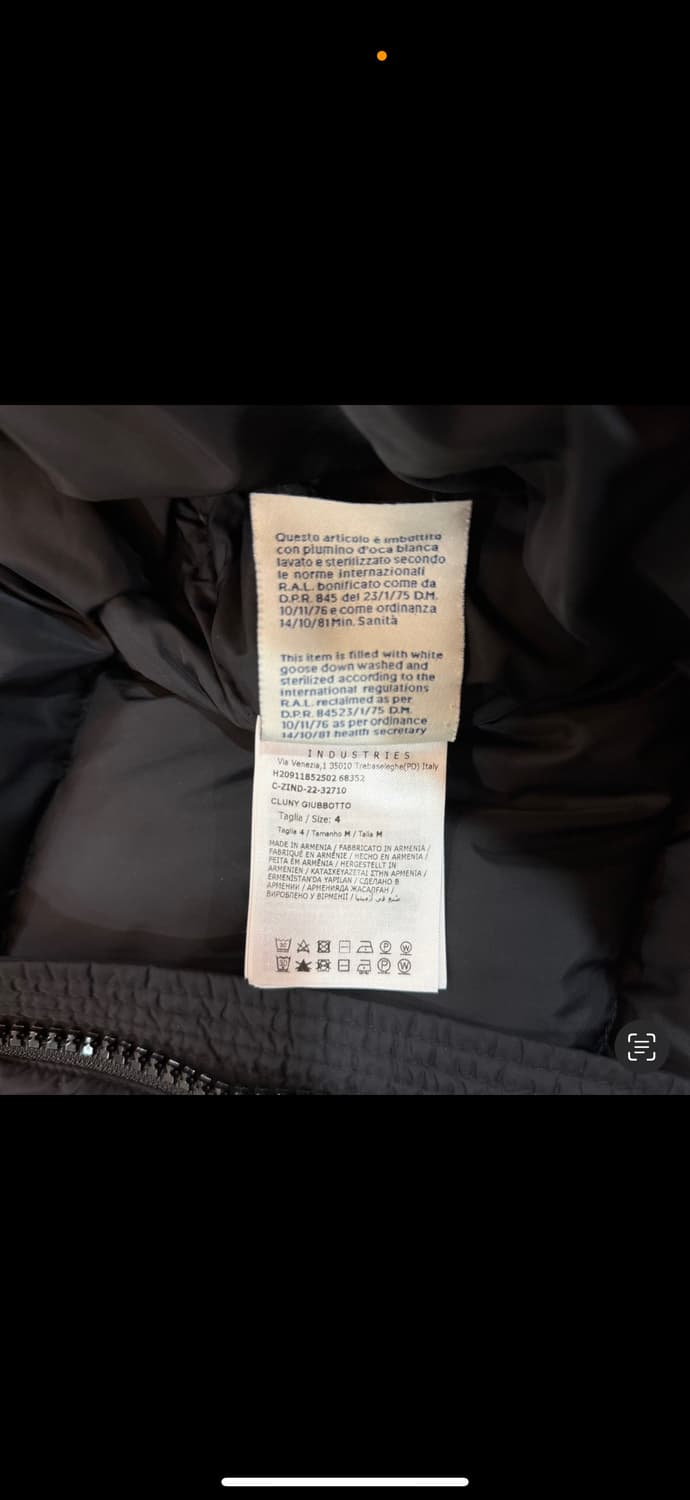 Questo articolo è imbottito
con piumino d'oca bianca
lavato e sterilizzato secondo
le norme internazionali
R.A.L. bonificato come da
D.P.R. 845 del 23/1/75 D.M.
10/11/76 e come ordinanza
14/10/81 Min. Sanità
This item is filled with white
goose down washed and
sterilized according to the
international regulations
R.A.L. reclaimed as per
D.P.R. 84523/1/75 D.M.
10/11/76 as per ordinance
14/10/81 health secretary
INDUSTRIES
Via Venezia,1 35010 Trebaseleghe(PD) Italy
H20911B52502 68352
C-ZIND-22-32710
CLUNY GIUBBOTTO
Taglia / Size: 4
Taglia 4 / Tamanho M / Talla M
MADE IN ARMENIA / FABBRICATO IN ARMENIA /
FABRIQUÉ EN ARMÉNIE / HECHO EN ARMENIA /
FEITA EM ARMÊNIA / HERGESTELLT IN
ARMENIEN / ΚΑΤΑΣΚΕΥΑΖΕΤΑΙ ΣΤΗΝ ΑΡΜΕΝΙΑ /
ERMENİSTAN'DA YAPILAN / СДЕЛАНО В
АРМЕНИИ / АРМЕНИЯДА ЖАСАЛҒАН /
ВИРОБЛЕНО У ВІРМЕНІЇ / صنع في أرمينيا